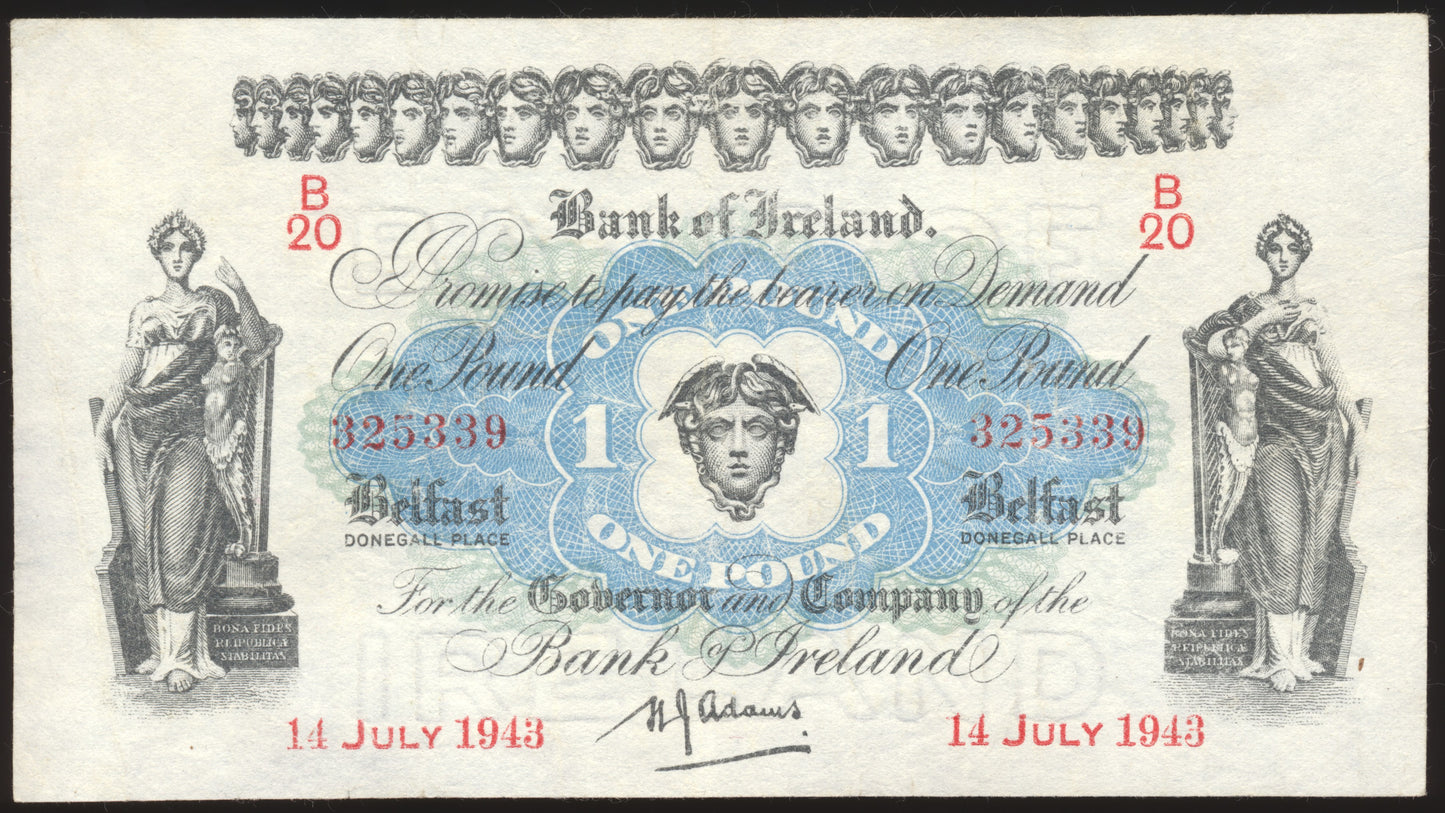 B
20
B
20
Bank of Ireland.
Promise to pay the bearer on Demand
ONE POUND
One Pound
One Pound
1
1
325339
325339
Belfast
DONEGALL PLACE
Belfast
DONEGALL PLACE
ONE POUND
For the Governor and Company of the
Bank of Ireland
BONA FIDES
REIPUBLICÆ
STABILITAS
BONA FIDES
REIPUBLICÆ
STABILITAS
14 JULY 1943
14 JULY 1943
H J Adams